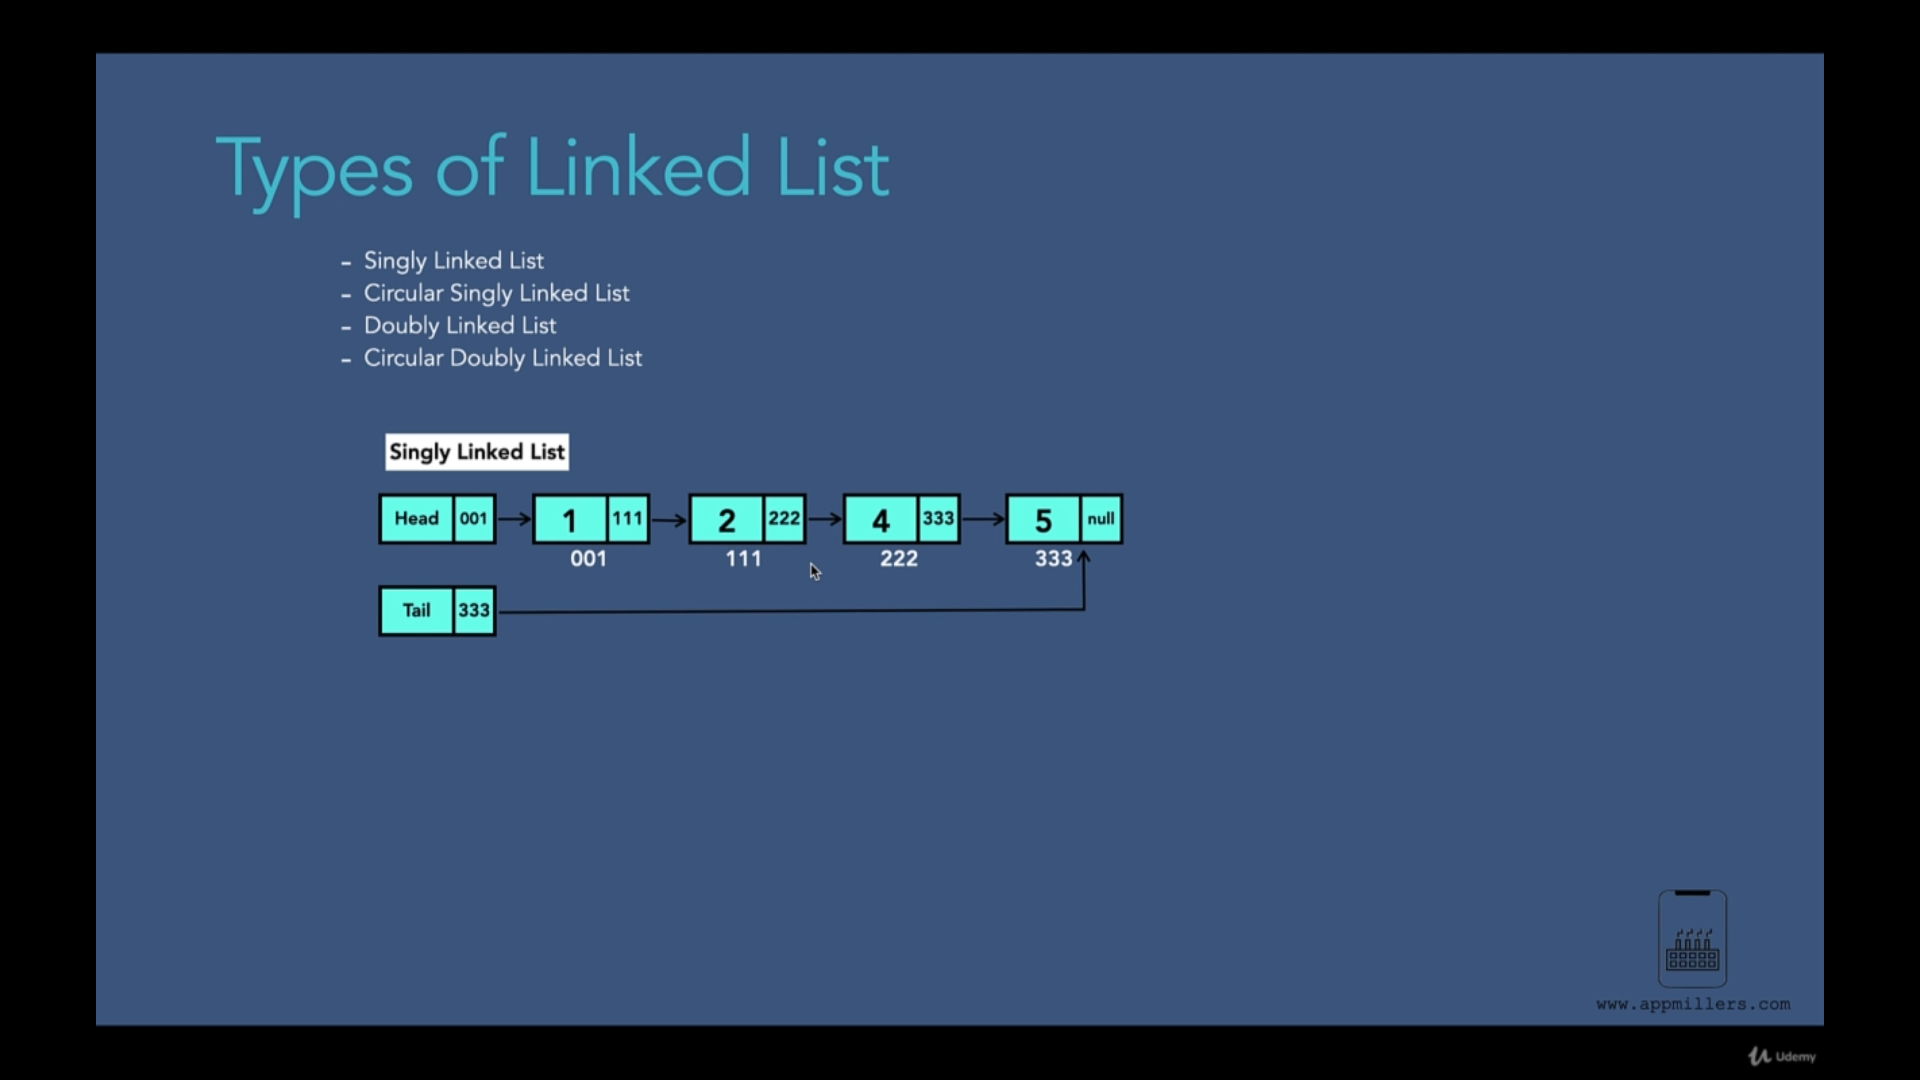 Types of Linked List
- Singly Linked List
- Circular Singly Linked List
- Doubly Linked List
- Circular Doubly Linked List
Singly Linked List
Head 001 1 111 2 222 4 333 5 null
001 111 222 333
Tail 333
www.appmillers.com
Udemy